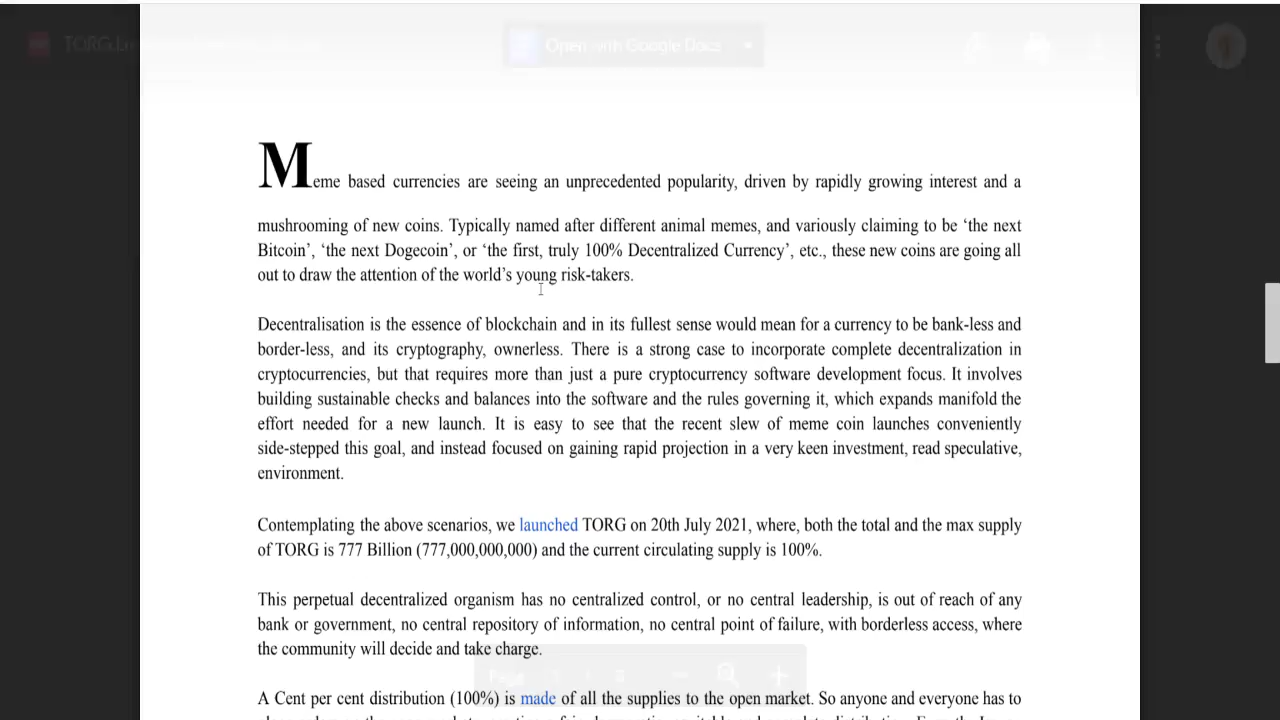 TORG.
Open with Google Docs
Meme based currencies are seeing an unprecedented popularity, driven by rapidly growing interest and a
mushrooming of new coins. Typically named after different animal memes, and variously claiming to be ‘the next
Bitcoin’, ‘the next Dogecoin’, or ‘the first, truly 100% Decentralized Currency’, etc., these new coins are going all
out to draw the attention of the world’s young risk-takers.
Decentralisation is the essence of blockchain and in its fullest sense would mean for a currency to be bank-less and
border-less, and its cryptography, ownerless. There is a strong case to incorporate complete decentralization in
cryptocurrencies, but that requires more than just a pure cryptocurrency software development focus. It involves
building sustainable checks and balances into the software and the rules governing it, which expands manifold the
effort needed for a new launch. It is easy to see that the recent slew of meme coin launches conveniently
side-stepped this goal, and instead focused on gaining rapid projection in a very keen investment, read speculative,
environment.
Contemplating the above scenarios, we launched TORG on 20th July 2021, where, both the total and the max supply
of TORG is 777 Billion (777,000,000,000) and the current circulating supply is 100%.
This perpetual decentralized organism has no centralized control, or no central leadership, is out of reach of any
bank or government, no central repository of information, no central point of failure, with borderless access, where
the community will decide and take charge.
A Cent per cent distribution (100%) is made of all the supplies to the open market. So anyone and everyone has to